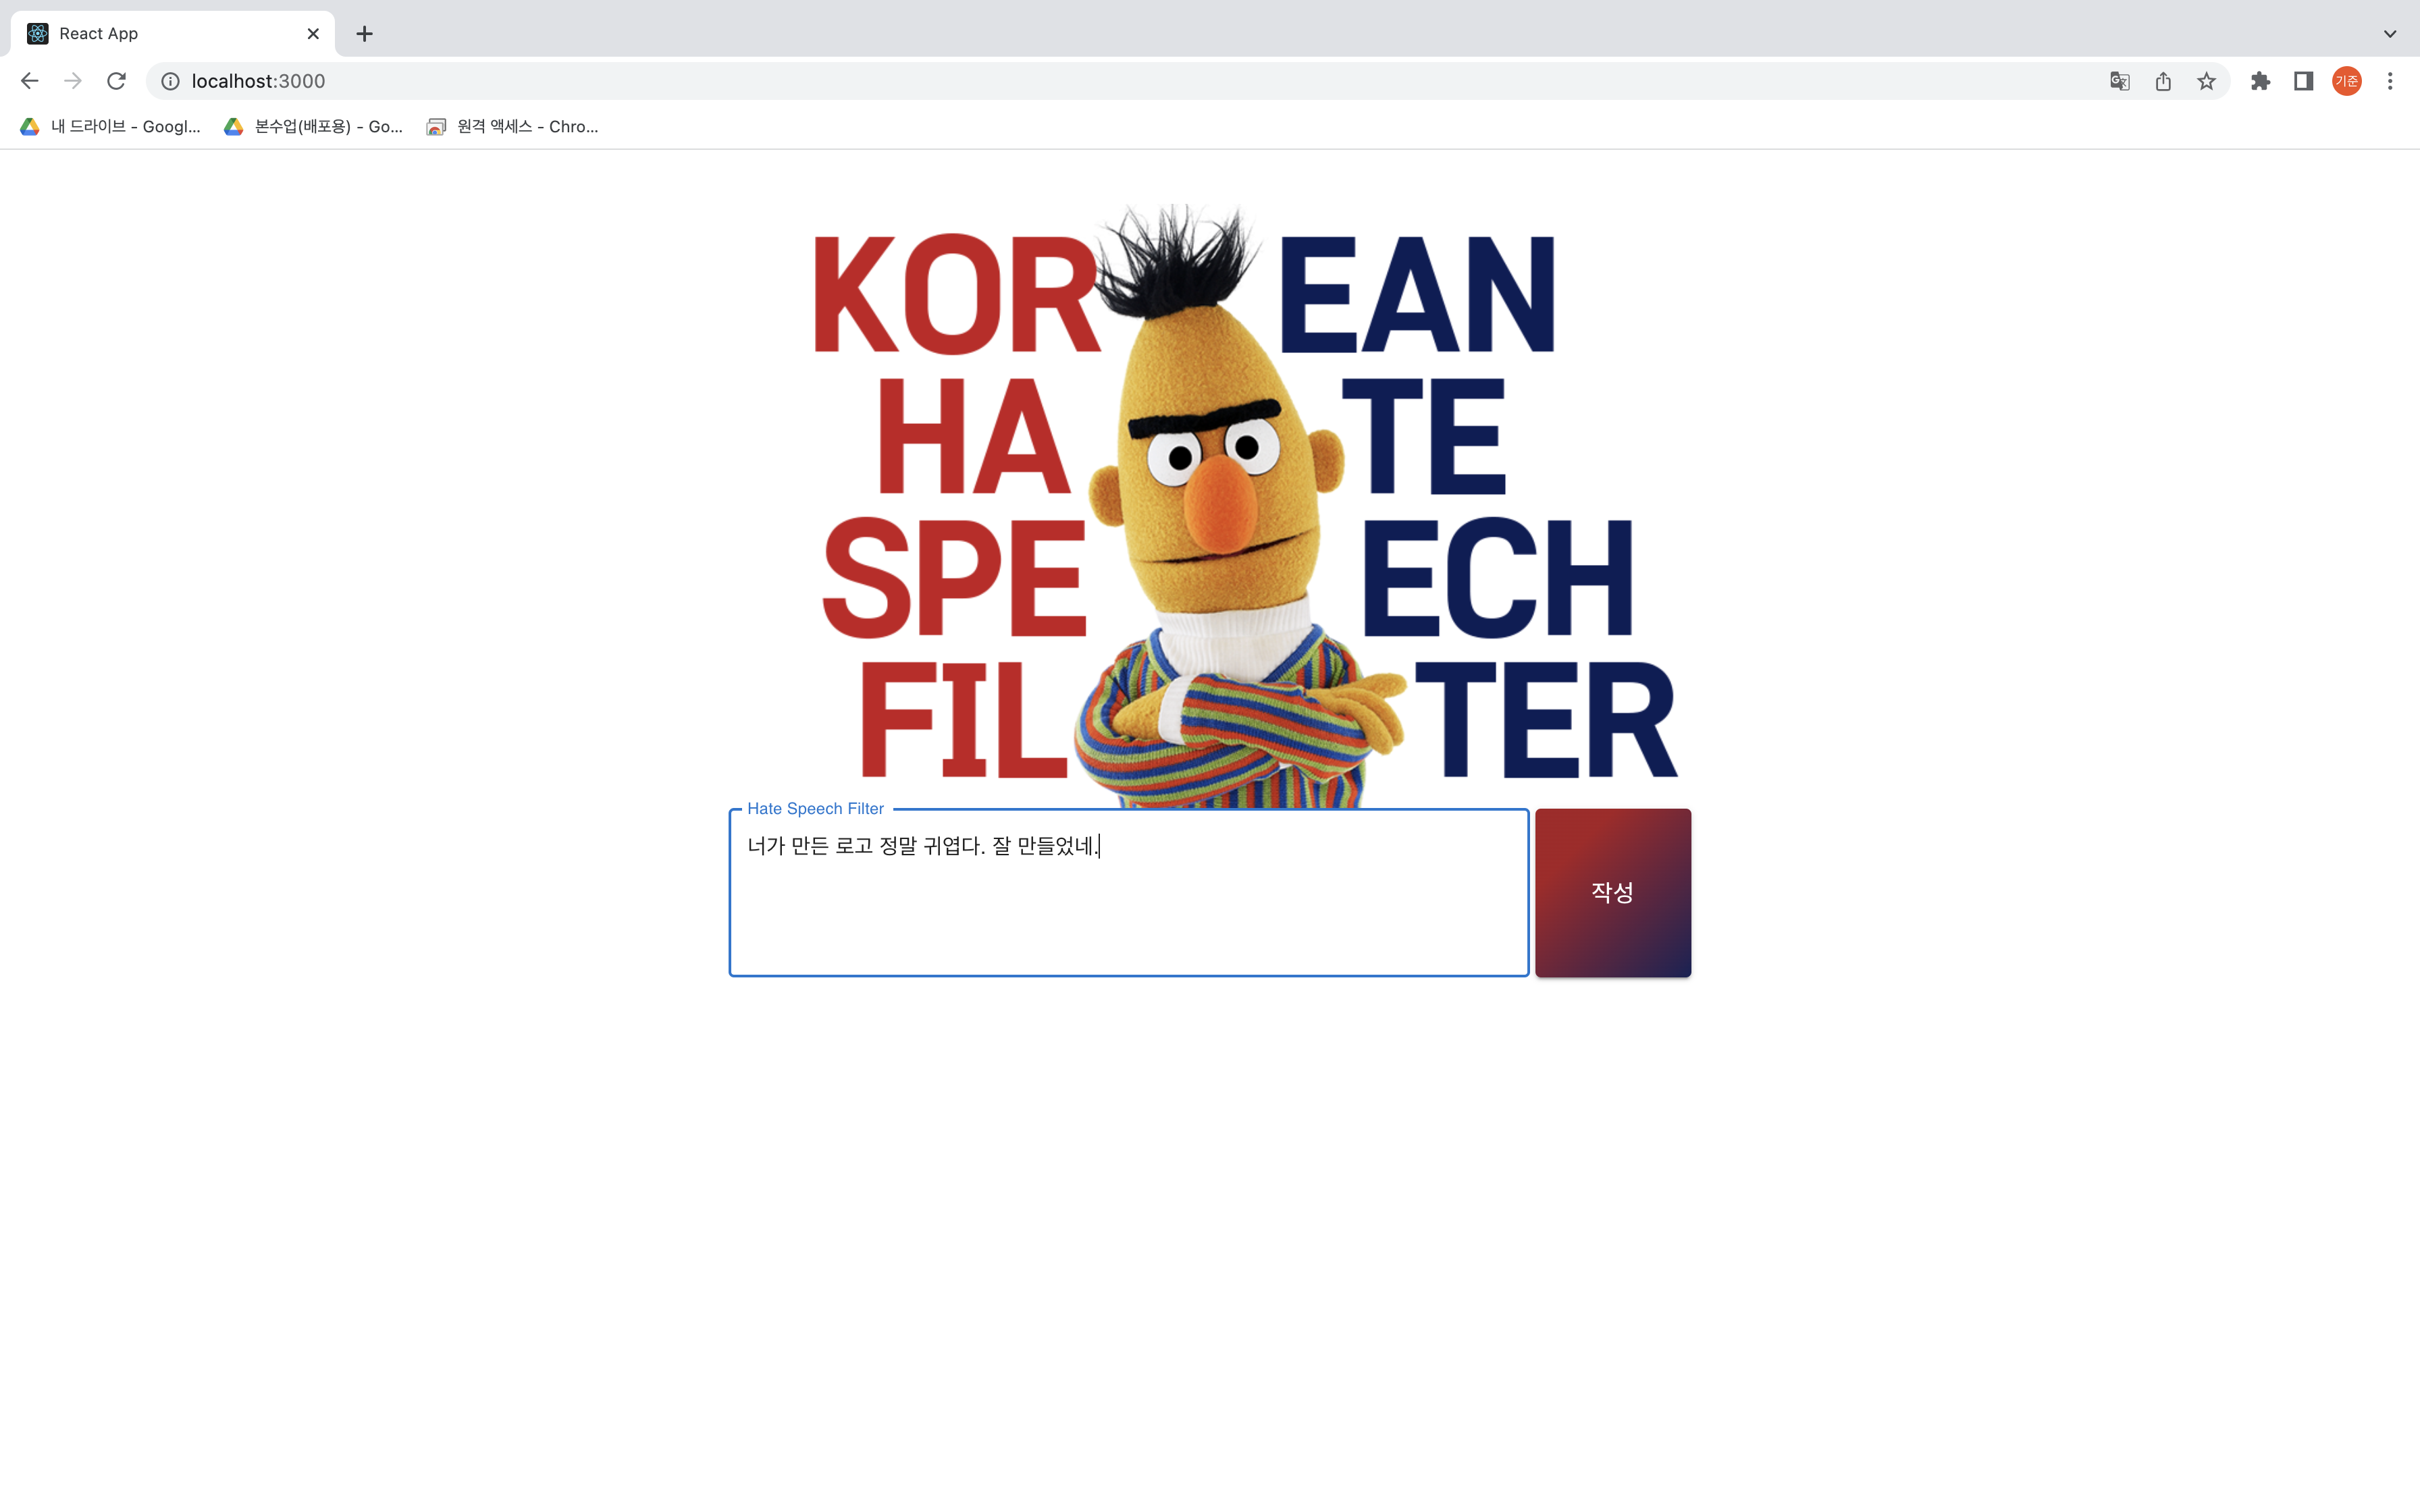 React App
localhost:3000
기준
내 드라이브 - Googl...
본수업(배포용) - Go...
원격 액세스 - Chro...
KOR EAN
HA TE
SPE ECH
FIL TER
Hate Speech Filter
너가 만든 로고 정말 귀엽다. 잘 만들었네.
작성